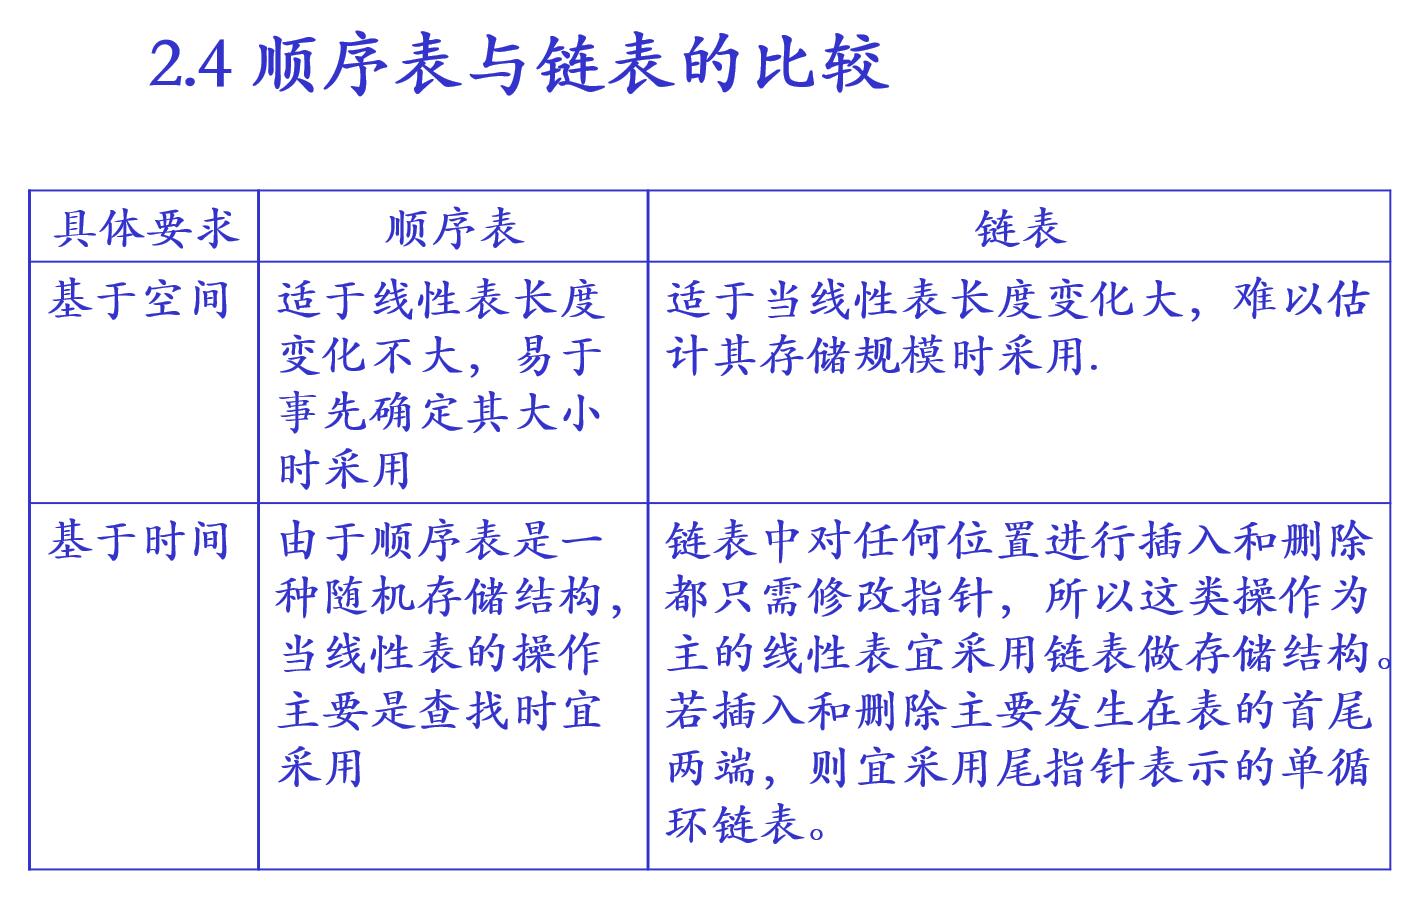 2.4 顺序表与链表的比较
具体要求
顺序表
链表
基于空间
适于线性表长度
变化不大，易于
事先确定其大小
时采用
适于当线性表长度变化大，难以估
计其存储规模时采用.
基于时间
由于顺序表是一
种随机存储结构，
当线性表的操作
主要是查找时宜
采用
链表中对任何位置进行插入和删除
都只需修改指针，所以这类操作为
主的线性表宜采用链表做存储结构。
若插入和删除主要发生在表的首尾
两端，则宜采用尾指针表示的单循
环链表。